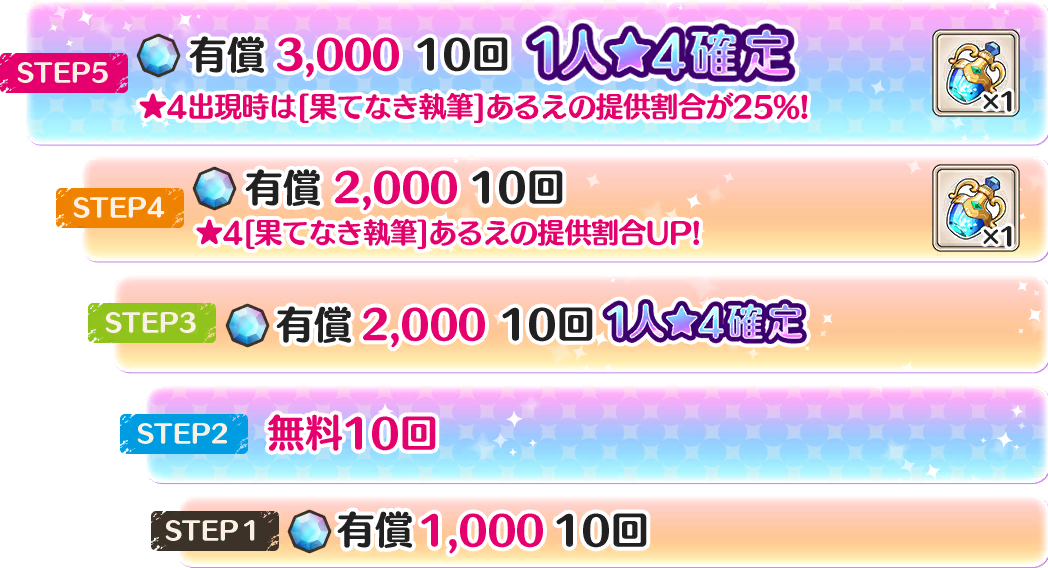 STEP5 有償 3,000 10回 1人★4確定
★4出現時は[果てなき執筆]あるえの提供割合が25%!
×1
STEP4 有償 2,000 10回
★4[果てなき執筆]あるえの提供割合UP!
×1
STEP3 有償 2,000 10回 1人★4確定
STEP2 無料10回
STEP1 有償 1,000 10回